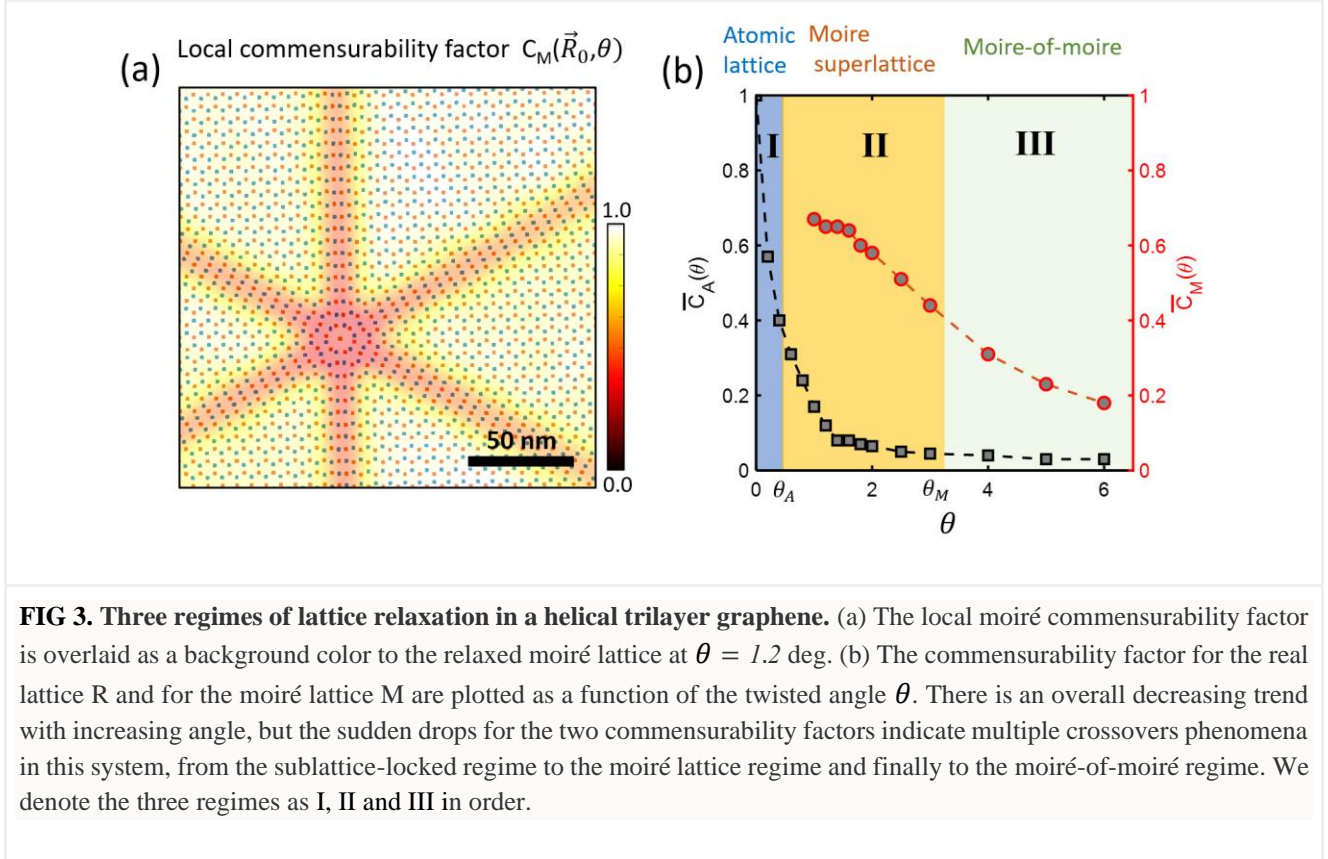 (a) Local commensurability factor C_M(R⃗_0,θ)
1.0
0.0
50 nm
(b)
Atomic lattice
Moire superlattice
Moire-of-moire
I
II
III
1
0.8
0.6
0.4
0.2
0
C̅_A(θ)
1
0.8
0.6
0.4
0.2
0
C̅_M(θ)
0 θ_A 2 θ_M 4 6
θ
FIG 3. Three regimes of lattice relaxation in a helical trilayer graphene. (a) The local moiré commensurability factor
is overlaid as a background color to the relaxed moiré lattice at θ = 1.2 deg. (b) The commensurability factor for the real
lattice R and for the moiré lattice M are plotted as a function of the twisted angle θ. There is an overall decreasing trend
with increasing angle, but the sudden drops for the two commensurability factors indicate multiple crossovers phenomena
in this system, from the sublattice-locked regime to the moiré lattice regime and finally to the moiré-of-moiré regime. We
denote the three regimes as I, II and III in order.